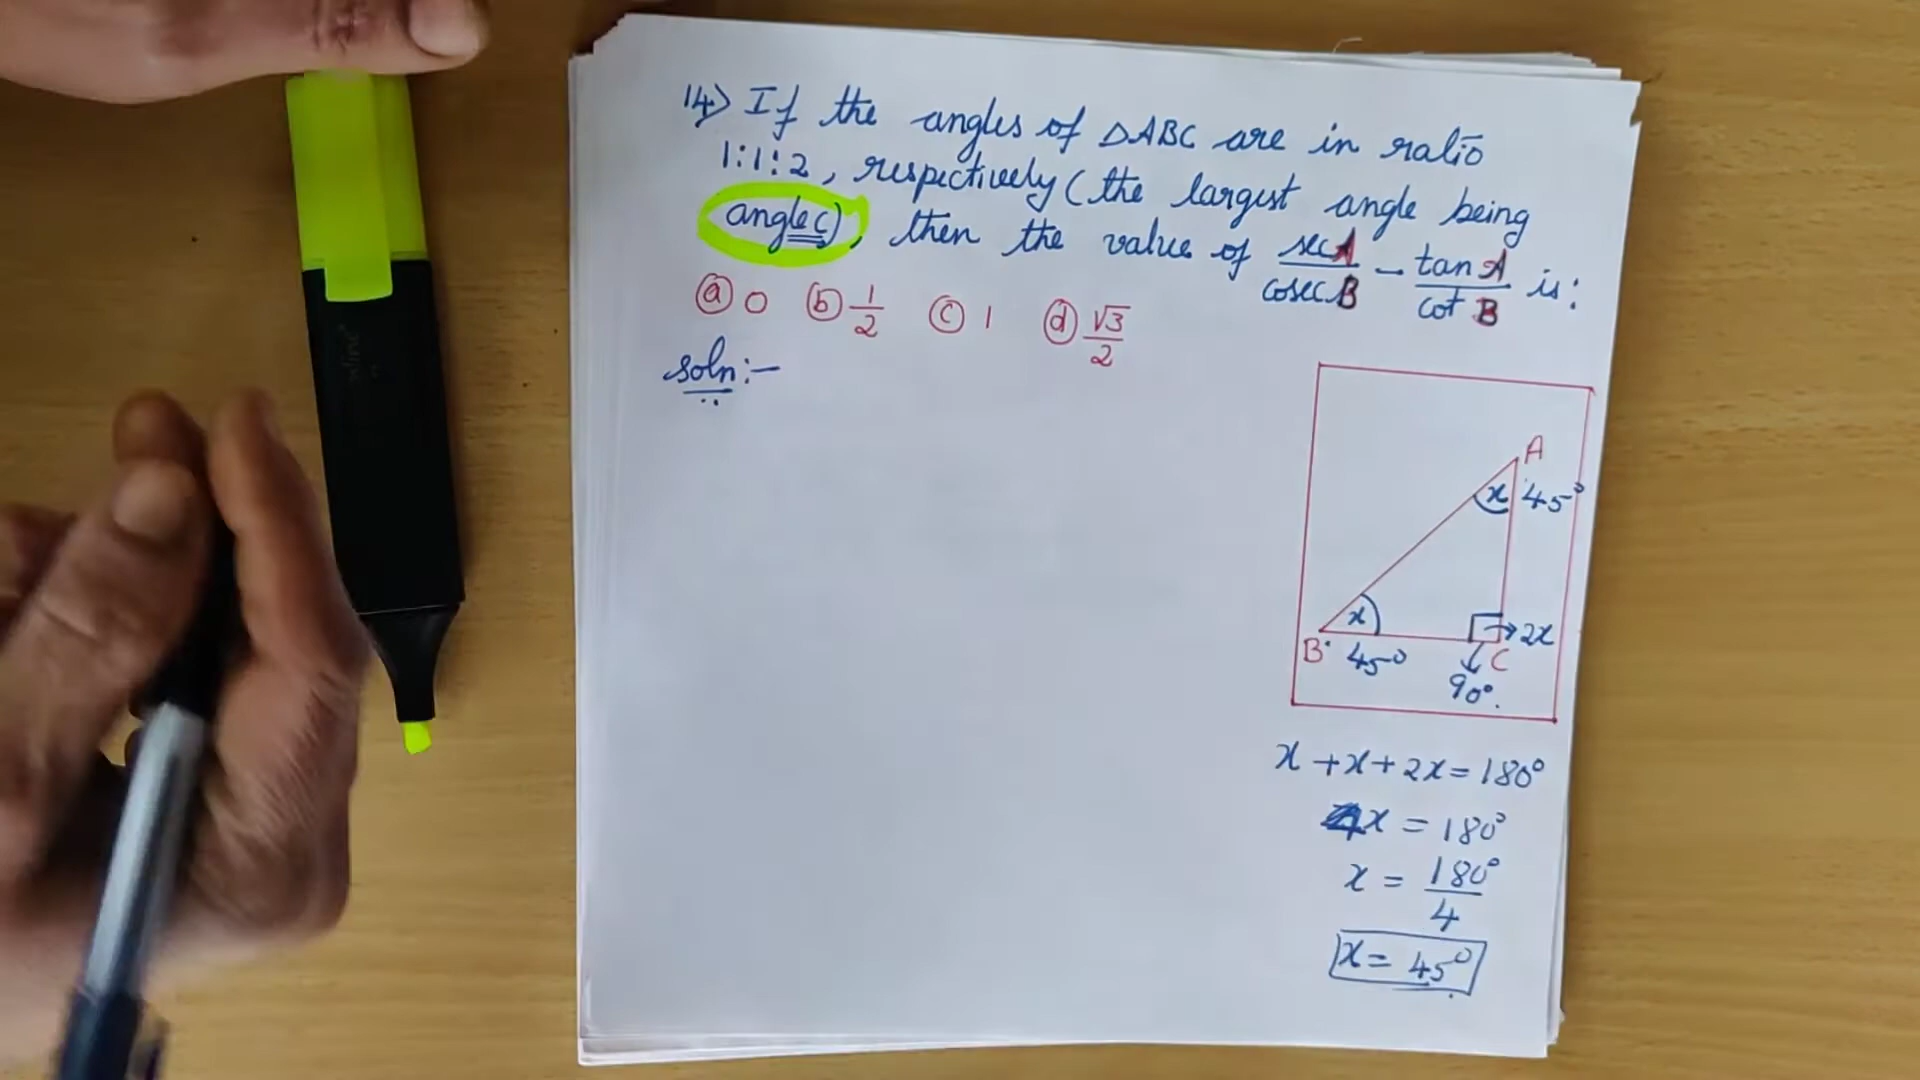 14) If the angles of △ABC are in ratio
1:1:2, respectively (the largest angle being
angle C), then the value of secA/cosecB - tanA/cotB is:
(a) 0 (b) 1/2 (c) 1 (d) √3/2
soln:-
A
x 45°
x
→2x
B 45° C
90°.
x + x + 2x = 180°
4x = 180°
x = 180°/4
x = 45°